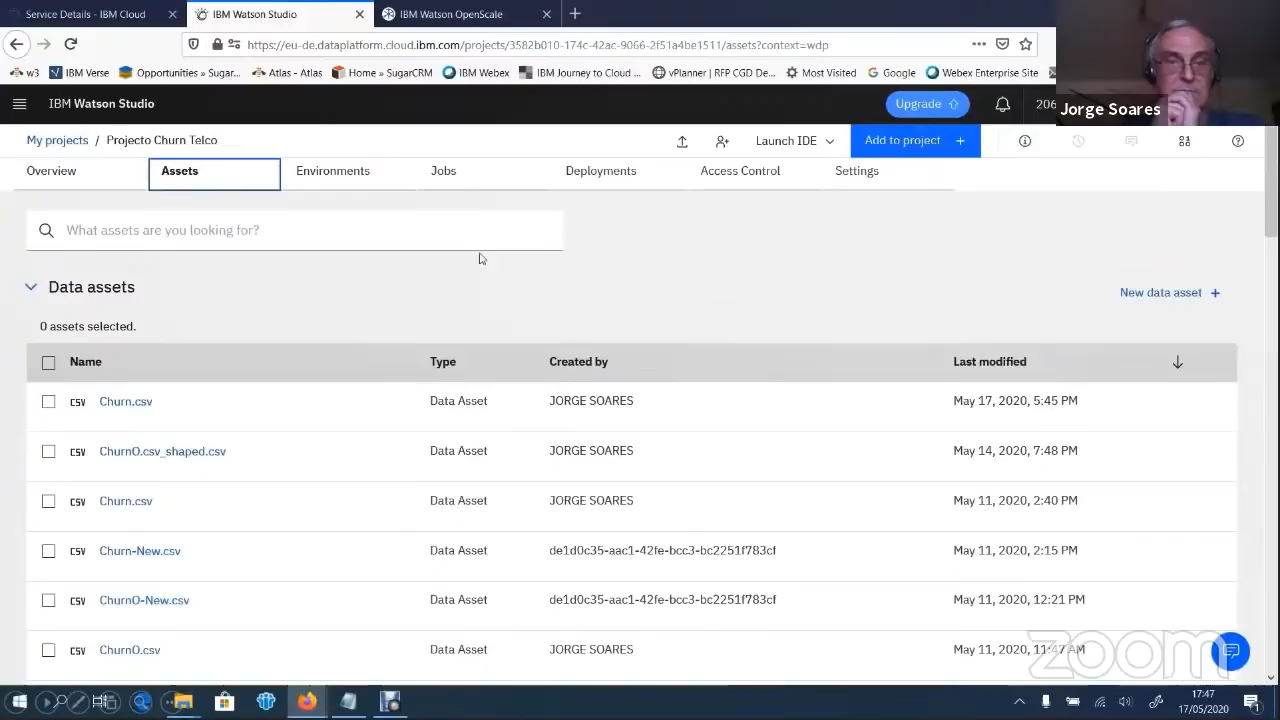 Service Details - IBM Cloud
IBM Watson Studio
IBM Watson OpenScale
https://eu-de.dataplatform.cloud.ibm.com/projects/3582b010-174c-42ac-9066-2f51a4be1511/assets?context=wdp
w3 IBM Verse Opportunities » Sugar... Atlas - Atlas Home » SugarCRM IBM Webex IBM Journey to Cloud ... vPlanner | RFP CGD De... Most Visited Google Webex Enterprise Site
IBM Watson Studio Upgrade 206
Jorge Soares
My projects / Projecto Churn Telco Launch IDE Add to project +
Overview Assets Environments Jobs Deployments Access Control Settings
What assets are you looking for?
Data assets
New data asset +
0 assets selected.
Name Type Created by Last modified
CSV Churn.csv Data Asset JORGE SOARES May 17, 2020, 5:45 PM
CSV ChurnO.csv_shaped.csv Data Asset JORGE SOARES May 14, 2020, 7:48 PM
CSV Churn.csv Data Asset JORGE SOARES May 11, 2020, 2:40 PM
CSV Churn-New.csv Data Asset de1d0c35-aac1-42fe-bcc3-bc2251f783cf May 11, 2020, 2:15 PM
CSV ChurnO-New.csv Data Asset de1d0c35-aac1-42fe-bcc3-bc2251f783cf May 11, 2020, 12:21 PM
CSV ChurnO.csv Data Asset JORGE SOARES May 11, 2020, 11:47 AM
zoom
17:47
17/05/2020